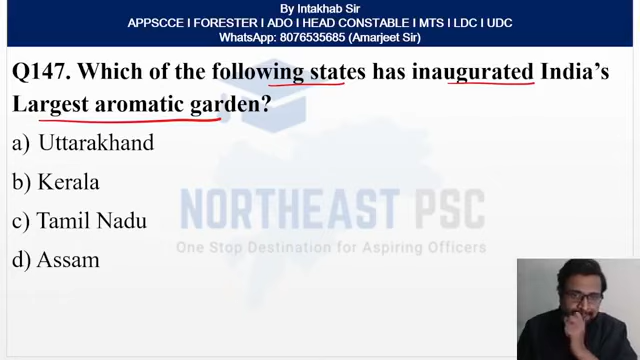 By Intakhab Sir
APPSCCE I FORESTER I ADO I HEAD CONSTABLE I MTS I LDC I UDC
WhatsApp: 8076535685 (Amarjeet Sir)
Q147. Which of the following states has inaugurated India's
Largest aromatic garden?
a) Uttarakhand
b) Kerala
c) Tamil Nadu
d) Assam
NORTHEAST PSC
One Stop Destination for Aspiring Officers